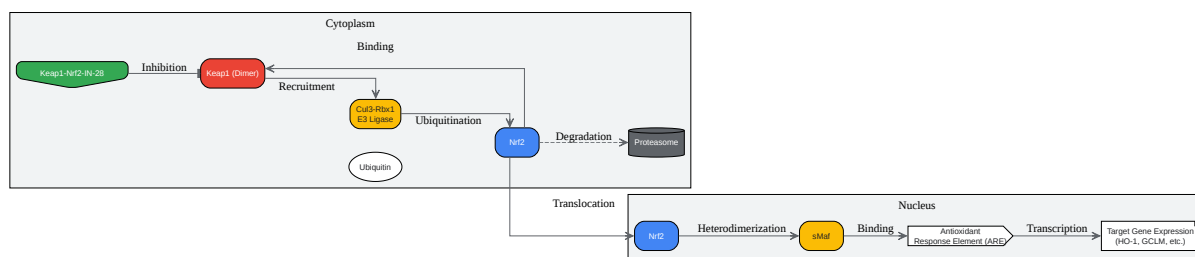 Cytoplasm
Binding
Keap1-Nrf2-IN-28
Inhibition
Keap1 (Dimer)
Recruitment
Cul3-Rbx1
E3 Ligase
Ubiquitination
Nrf2
Degradation
Proteasome
Ubiquitin
Translocation
Nucleus
Nrf2
Heterodimerization
sMaf
Binding
Antioxidant
Response Element (ARE)
Transcription
Target Gene Expression
(HO-1, GCLM, etc.)